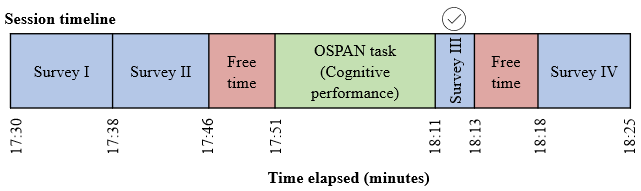 Session timeline
Survey I
Survey II
Free
time
OSPAN task
(Cognitive
performance)
Survey III
Free
time
Survey IV
17:30
17:38
17:46
17:51
18:11
18:13
18:18
18:25
Time elapsed (minutes)